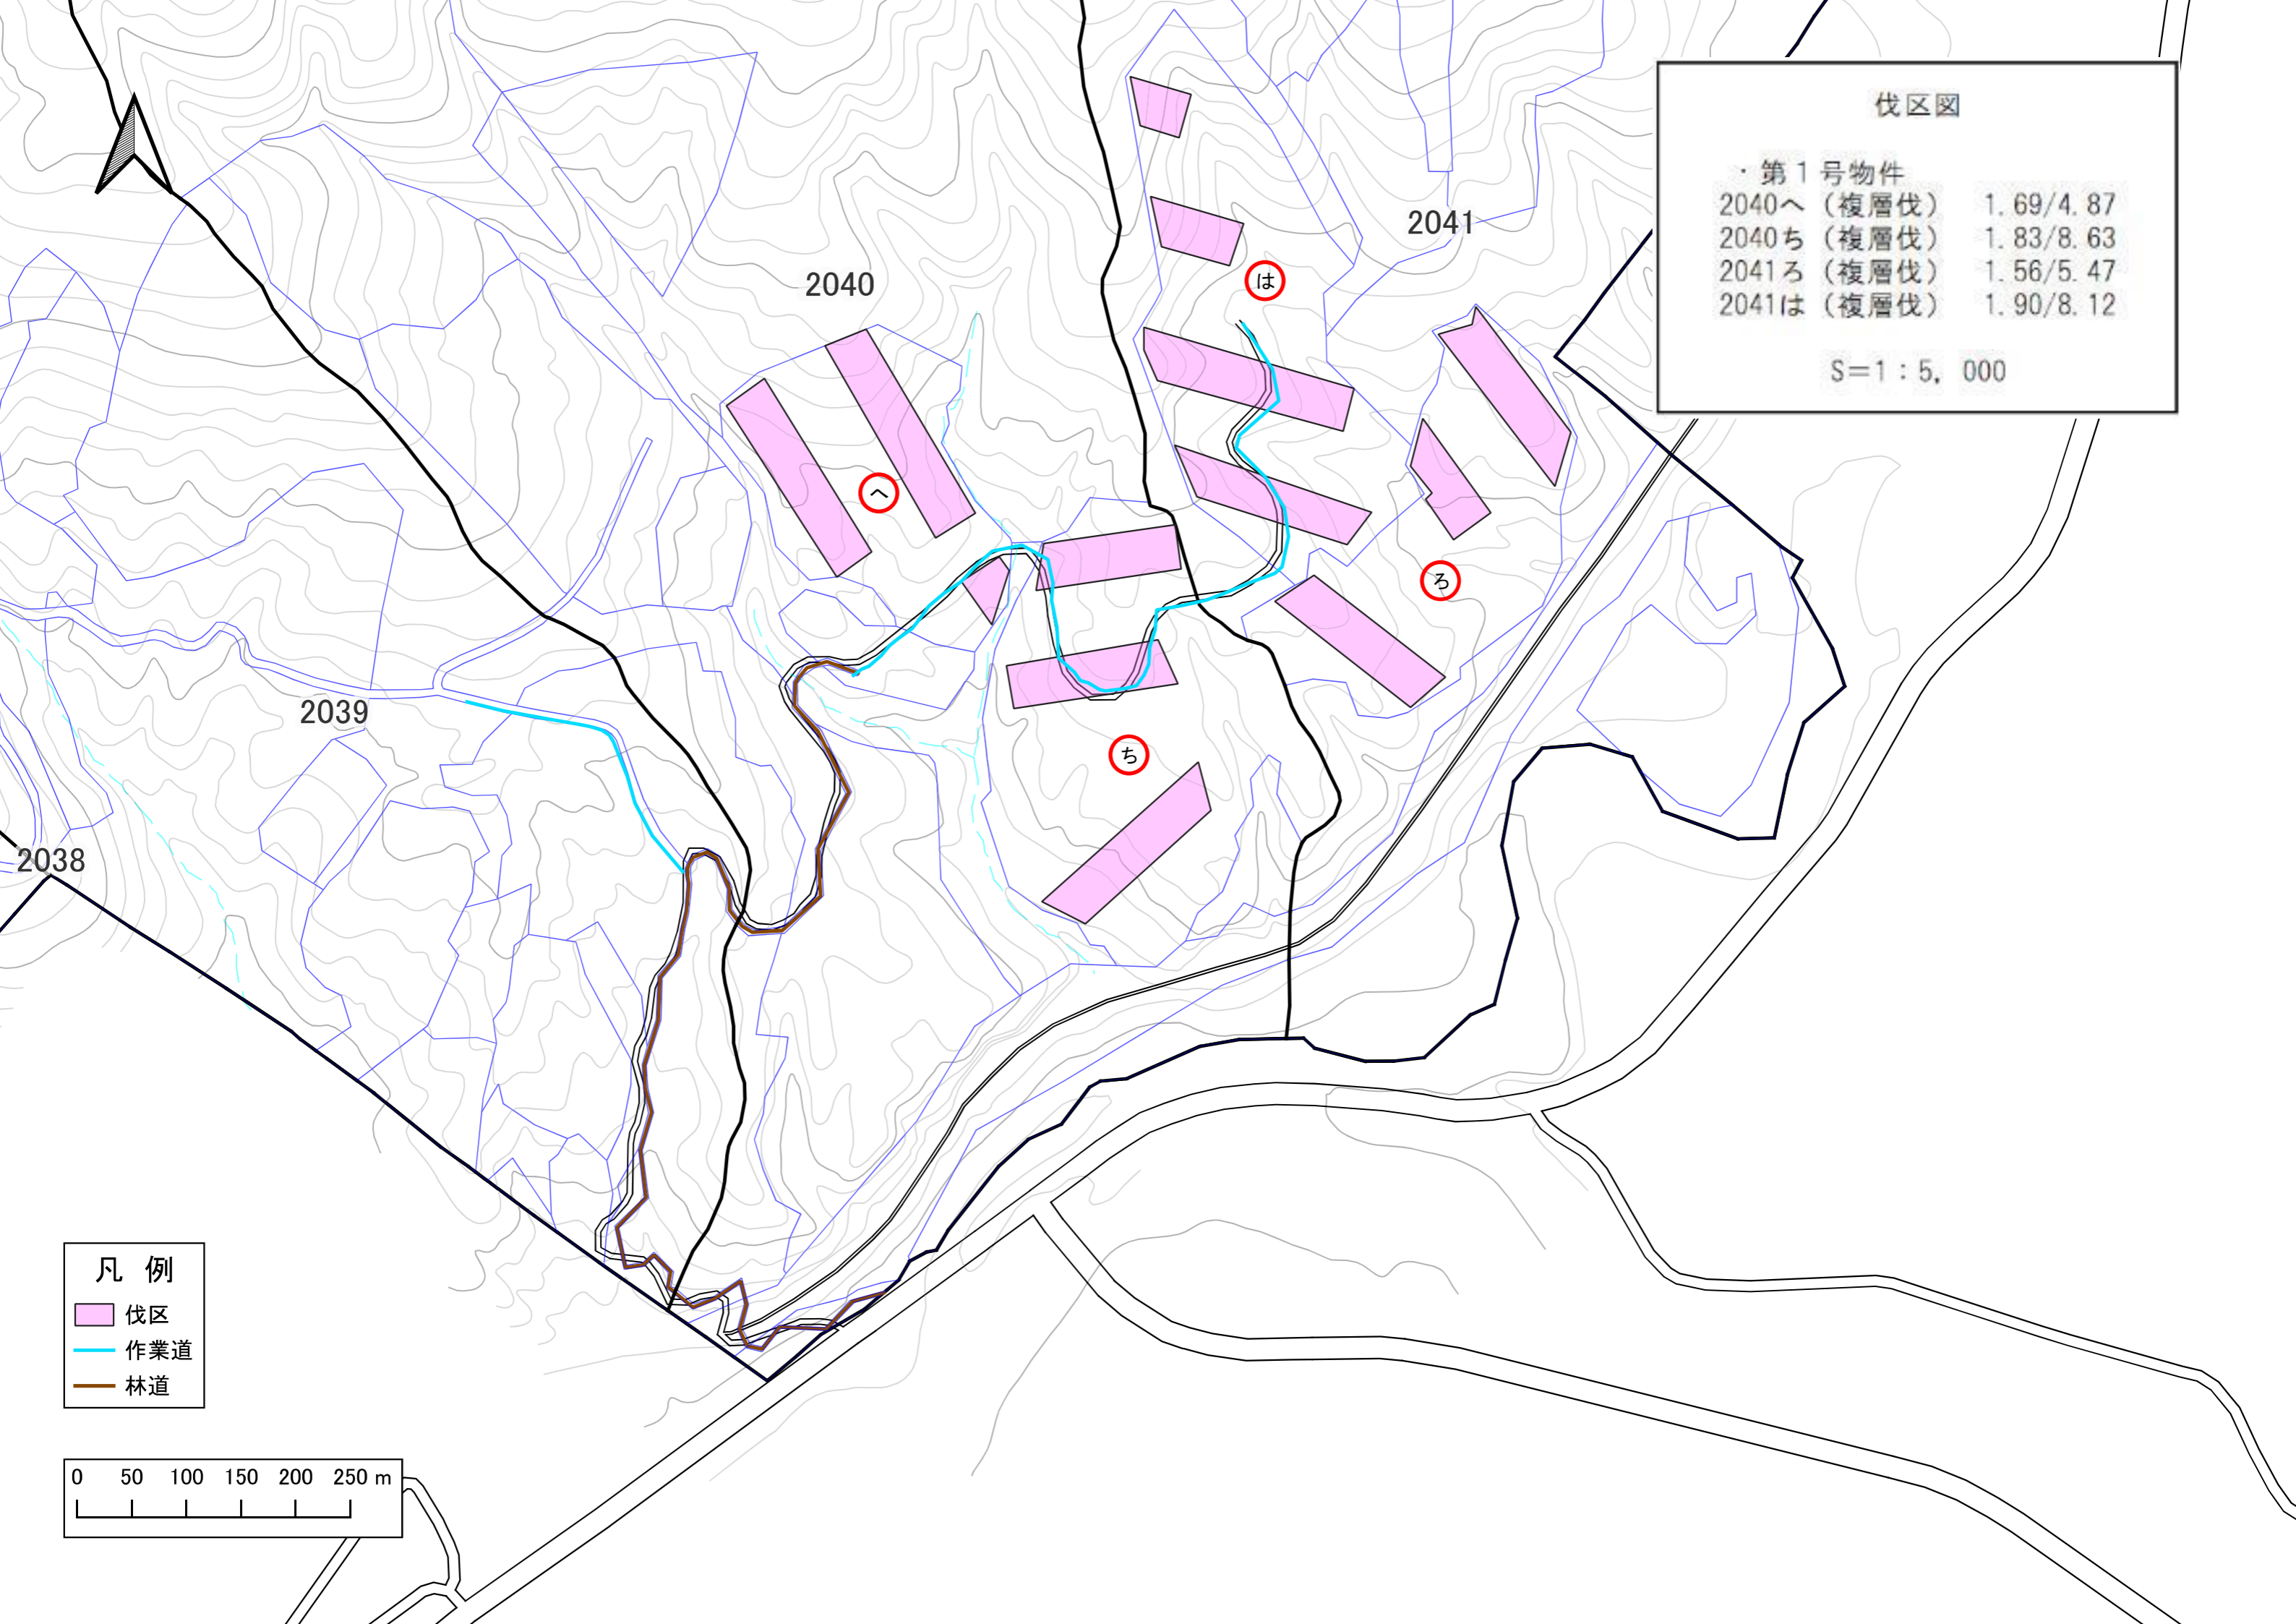 伐区図
・第1号物件
2040へ（複層伐） 1.69/4.87
2040ち（複層伐） 1.83/8.63
2041ろ（複層伐） 1.56/5.47
2041は（複層伐） 1.90/8.12
S＝1：5，000
2041
は
2040
へ
ろ
2039
ち
2038
凡 例
伐区
作業道
林道
0 50 100 150 200 250 m